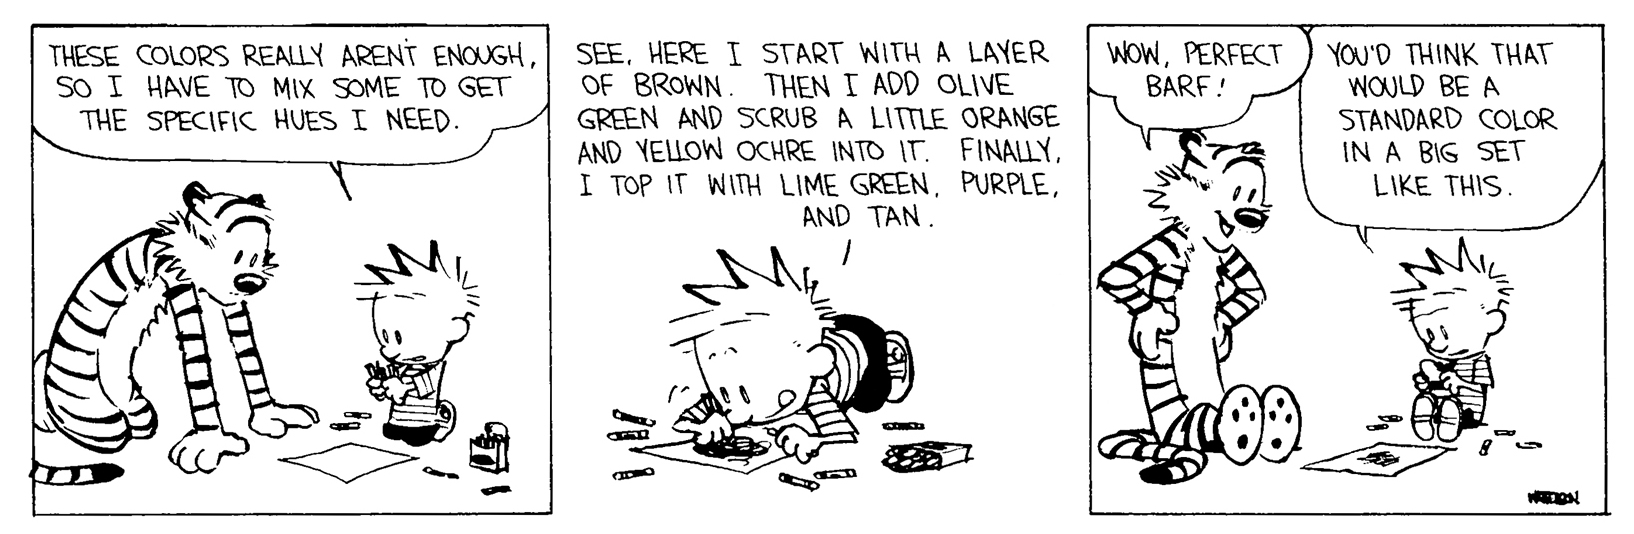 THESE COLORS REALLY AREN'T ENOUGH,
SO I HAVE TO MIX SOME TO GET
THE SPECIFIC HUES I NEED.
SEE, HERE I START WITH A LAYER
OF BROWN. THEN I ADD OLIVE
GREEN AND SCRUB A LITTLE ORANGE
AND YELLOW OCHRE INTO IT. FINALLY,
I TOP IT WITH LIME GREEN, PURPLE,
AND TAN.
WOW, PERFECT
BARF!
YOU'D THINK THAT
WOULD BE A
STANDARD COLOR
IN A BIG SET
LIKE THIS.
WATTERSON